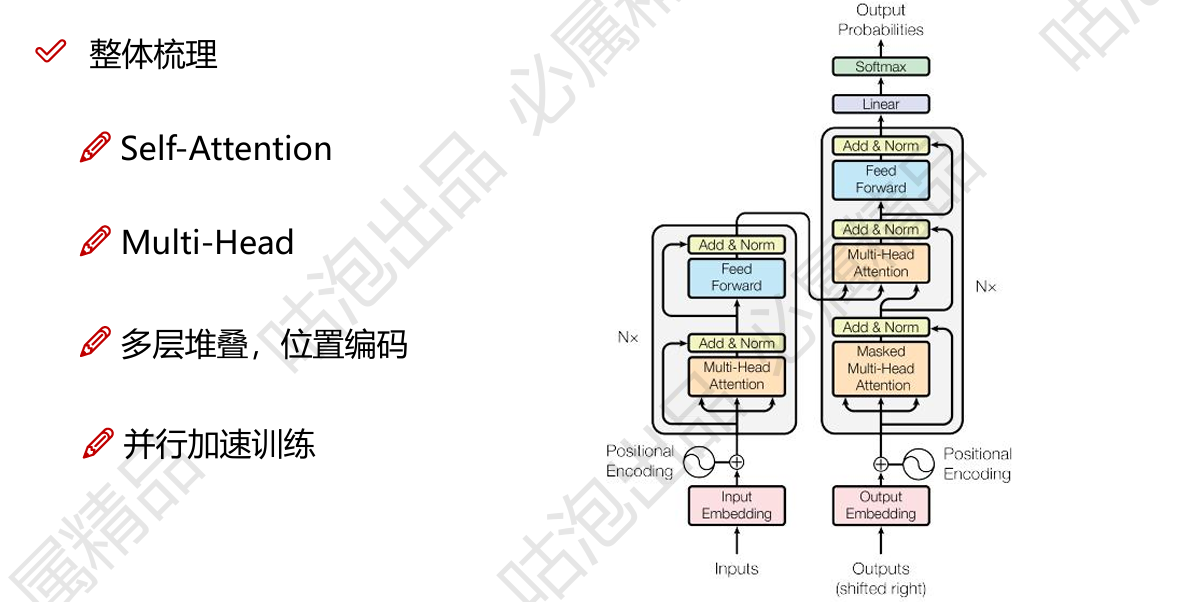 整体梳理
Self-Attention
Multi-Head
多层堆叠，位置编码
并行加速训练
Output
Probabilities
Softmax
Linear
Add & Norm
Feed
Forward
Add & Norm
Multi-Head
Attention
Nx
Add & Norm
Masked
Multi-Head
Attention
Positional
Encoding
Output
Embedding
Outputs
(shifted right)
Add & Norm
Feed
Forward
Nx
Add & Norm
Multi-Head
Attention
Positional
Encoding
Input
Embedding
Inputs
咕泡出品 必属精品
咕泡出品 必属精品
属精品
咕泡